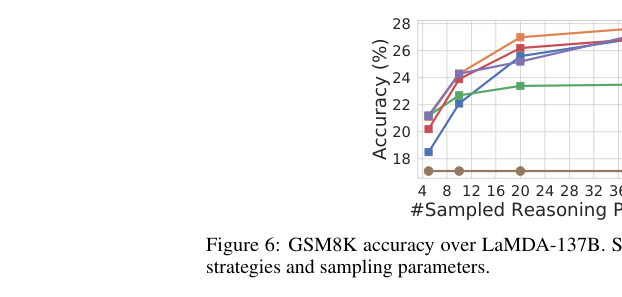 28
26
24
22
20
18
Accuracy (%)
4 8 12 16 20 24 28 32 36
#Sampled Reasoning P
Figure 6: GSM8K accuracy over LaMDA-137B. S
strategies and sampling parameters.